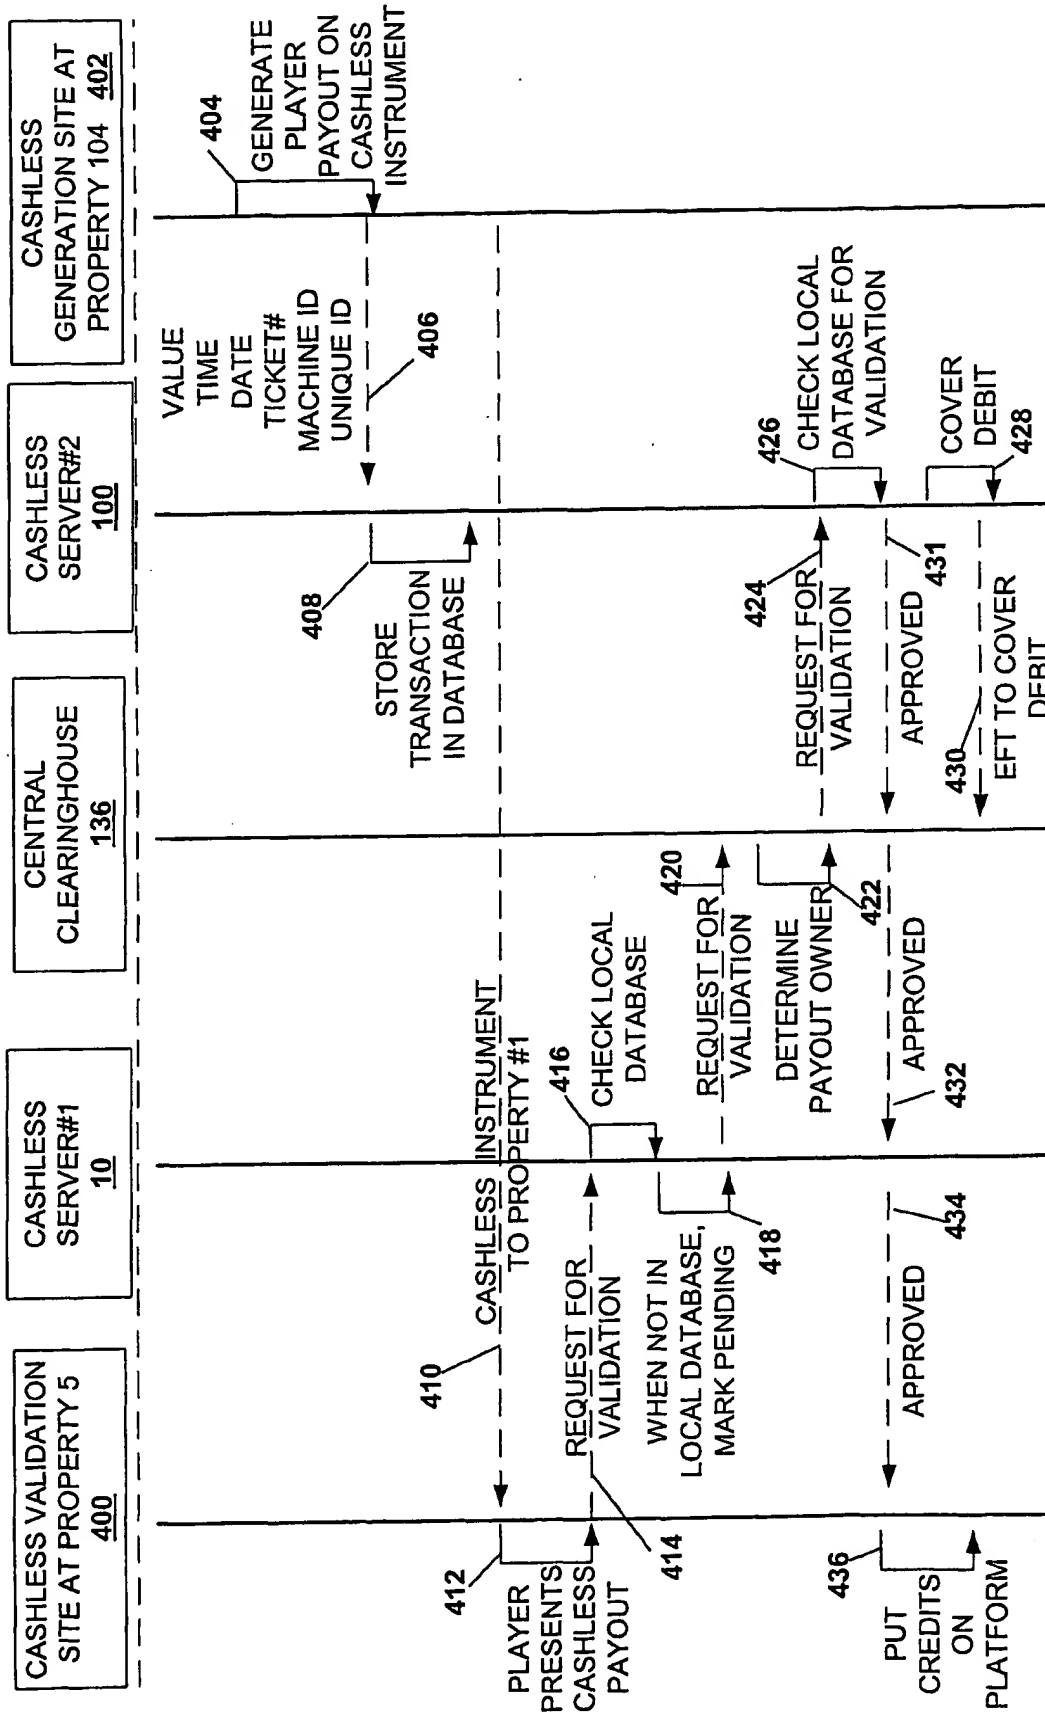 CASHLESS VALIDATION
SITE AT PROPERTY 5
400
CASHLESS
SERVER#1
10
CENTRAL
CLEARINGHOUSE
136
CASHLESS
SERVER#2
100
CASHLESS
GENERATION SITE AT
PROPERTY 104 402
404
GENERATE
PLAYER
PAYOUT ON
CASHLESS
INSTRUMENT
VALUE
TIME
DATE
TICKET#
MACHINE ID
UNIQUE ID
406
408
STORE
TRANSACTION
IN DATABASE
410
CASHLESS INSTRUMENT
TO PROPERTY #1
412
PLAYER
PRESENTS
CASHLESS
PAYOUT
414
REQUEST FOR
VALIDATION
416
CHECK LOCAL
DATABASE
WHEN NOT IN
LOCAL DATABASE,
MARK PENDING
418
420
REQUEST FOR
VALIDATION
DETERMINE
PAYOUT OWNER
422
424
REQUEST FOR
VALIDATION
426
CHECK LOCAL
DATABASE FOR
VALIDATION
431
APPROVED
COVER
DEBIT
428
430
EFT TO COVER
DEBIT
APPROVED
432
APPROVED
434
436
PUT
CREDITS
ON
PLATFORM